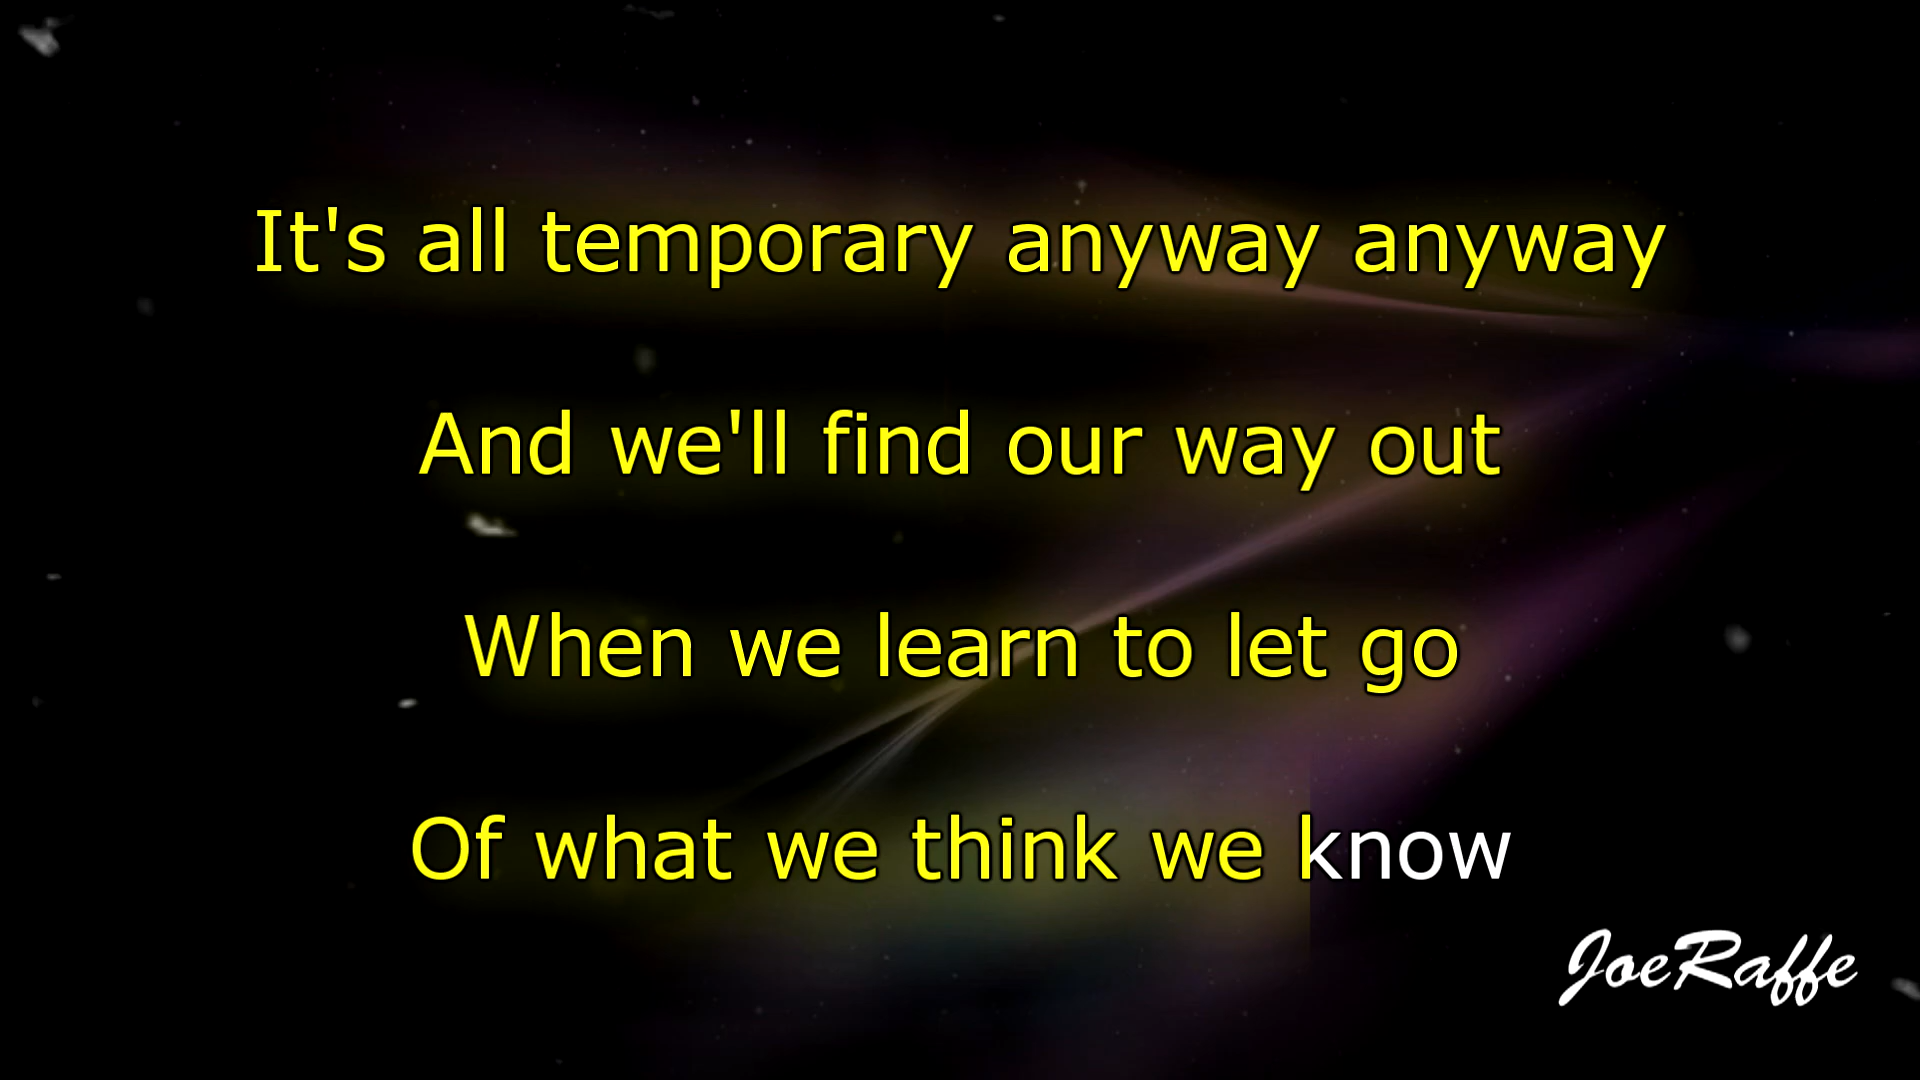 It's all temporary anyway anyway
And we'll find our way out
When we learn to let go
Of what we think we know
JoeRaffe